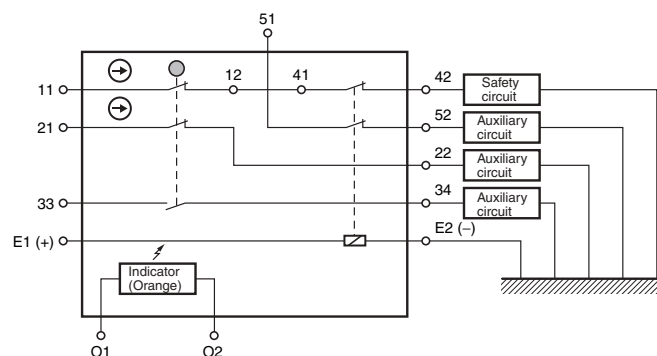 51
11
12
41
42
Safety
circuit
21
52
Auxiliary
circuit
22
Auxiliary
circuit
33
34
Auxiliary
circuit
E1 (+)
E2 (−)
Indicator
(Orange)
O1
O2